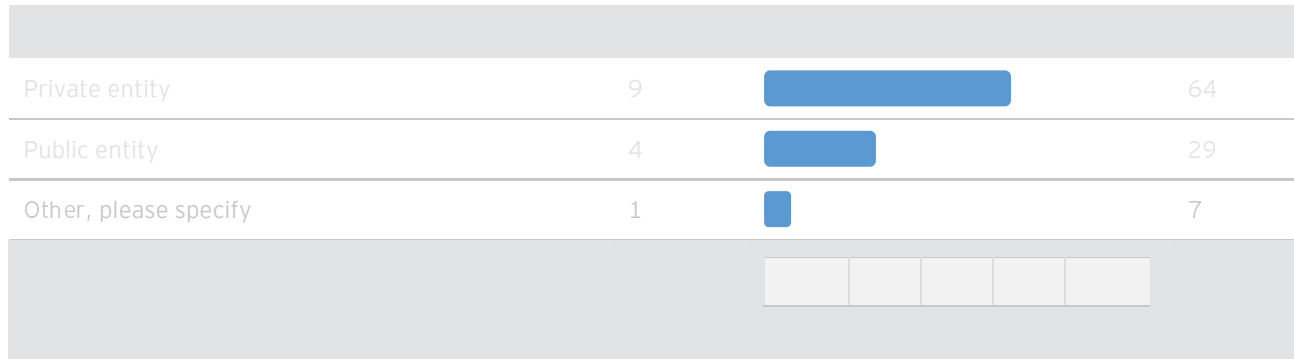 Private entity 9 64
Public entity 4 29
Other, please specify 1 7